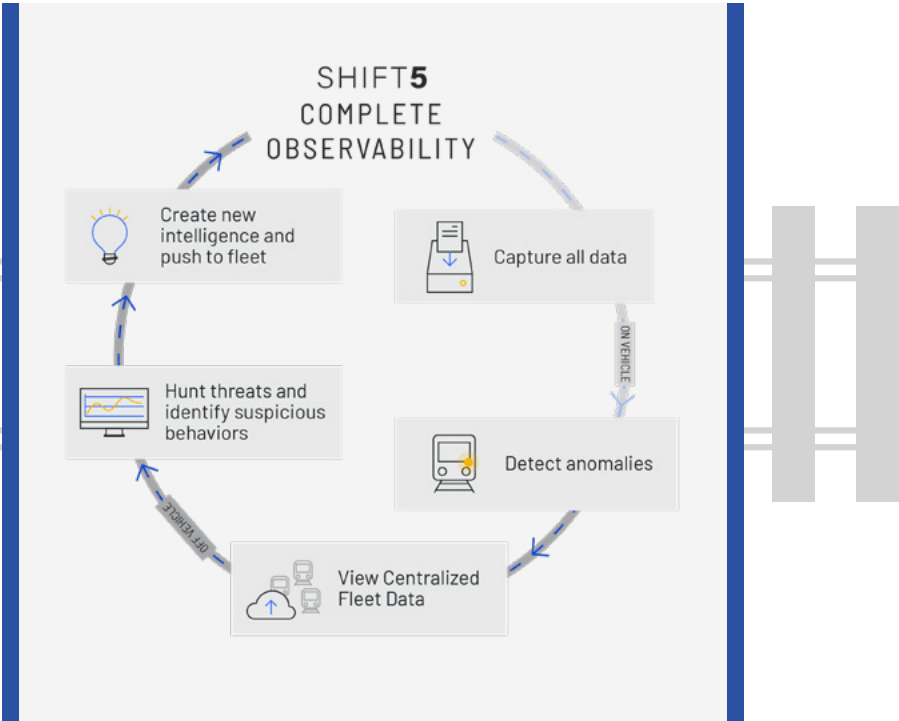 SHIFT5
COMPLETE
OBSERVABILITY
Capture all data
ON VEHICLE
Detect anomalies
View Centralized
Fleet Data
OFF VEHICLE
Hunt threats and
identify suspicious
behaviors
Create new
intelligence and
push to fleet